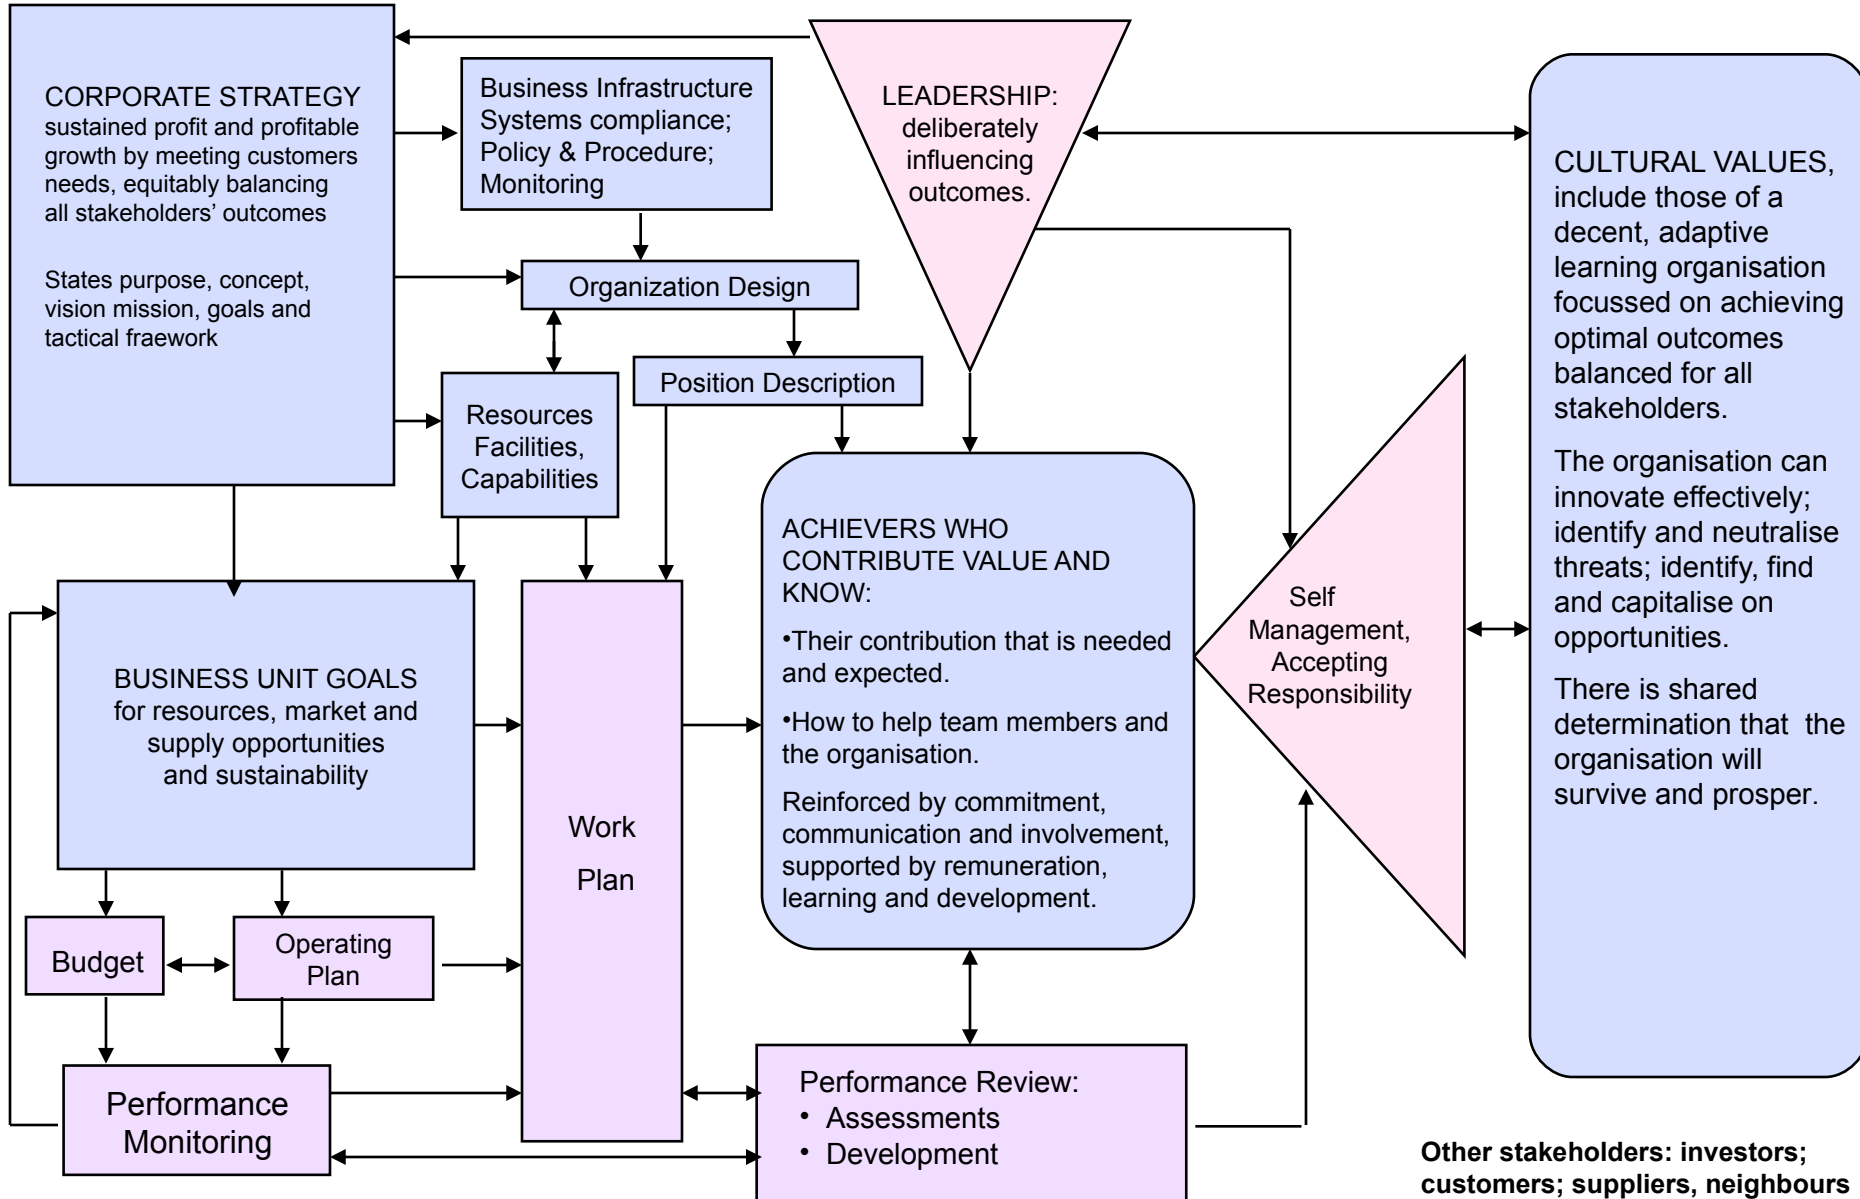 CORPORATE STRATEGY
sustained profit and profitable
growth by meeting customers
needs, equitably balancing
all stakeholders’ outcomes
States purpose, concept,
vision mission, goals and
tactical fraework
Business Infrastructure
Systems compliance;
Policy & Procedure;
Monitoring
LEADERSHIP:
deliberately
influencing
outcomes.
Organization Design
Position Description
Resources
Facilities,
Capabilities
CULTURAL VALUES,
include those of a
decent, adaptive
learning organisation
focussed on achieving
optimal outcomes
balanced for all
stakeholders.
The organisation can
innovate effectively;
identify and neutralise
threats; identify, find
and capitalise on
opportunities.
There is shared
determination that  the
organisation will
survive and prosper.
ACHIEVERS WHO
CONTRIBUTE VALUE AND
KNOW:
•Their contribution that is needed
and expected.
•How to help team members and
the organisation.
Reinforced by commitment,
communication and involvement,
supported by remuneration,
learning and development.
Self
Management,
Accepting
Responsibility
BUSINESS UNIT GOALS
for resources, market and
supply opportunities
and sustainability
Work
Plan
Budget
Operating
Plan
Performance
Monitoring
Performance Review:
• Assessments
• Development
Other stakeholders: investors;
customers; suppliers, neighbours